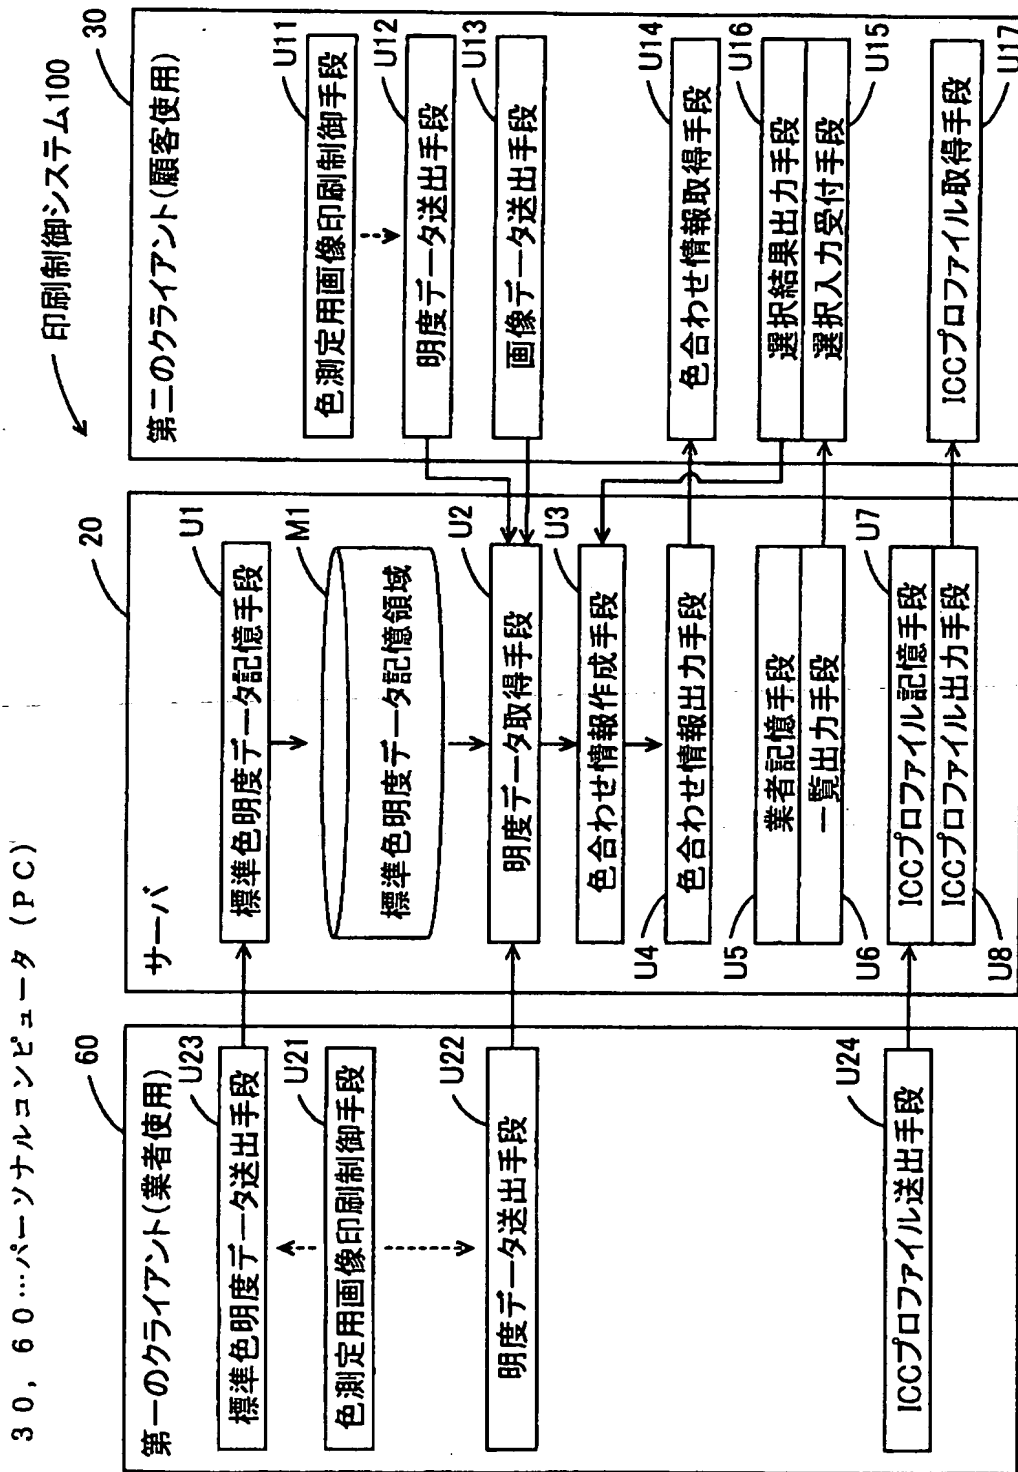 30, 60…パーソナルコンピュータ (PC)
印刷制御システム100
60
第一のクライアント(業者使用)
U23
標準色明度データ送出手段
U21
色測定用画像印刷制御手段
U22
明度データ送出手段
U24
ICCプロファイル送出手段
20
サーバ
U1
標準色明度データ記憶手段
M1
標準色明度データ記憶領域
U2
明度データ取得手段
U3
色合わせ情報作成手段
U4
色合わせ情報出力手段
U5
業者記憶手段
一覧出力手段
U6
U7
ICCプロファイル記憶手段
ICCプロファイル出力手段
U8
30
第二のクライアント(顧客使用)
U11
色測定用画像印刷制御手段
U12
明度データ送出手段
U13
画像データ送出手段
U14
色合わせ情報取得手段
U16
選択結果出力手段
選択入力受付手段
U15
ICCプロファイル取得手段
U17